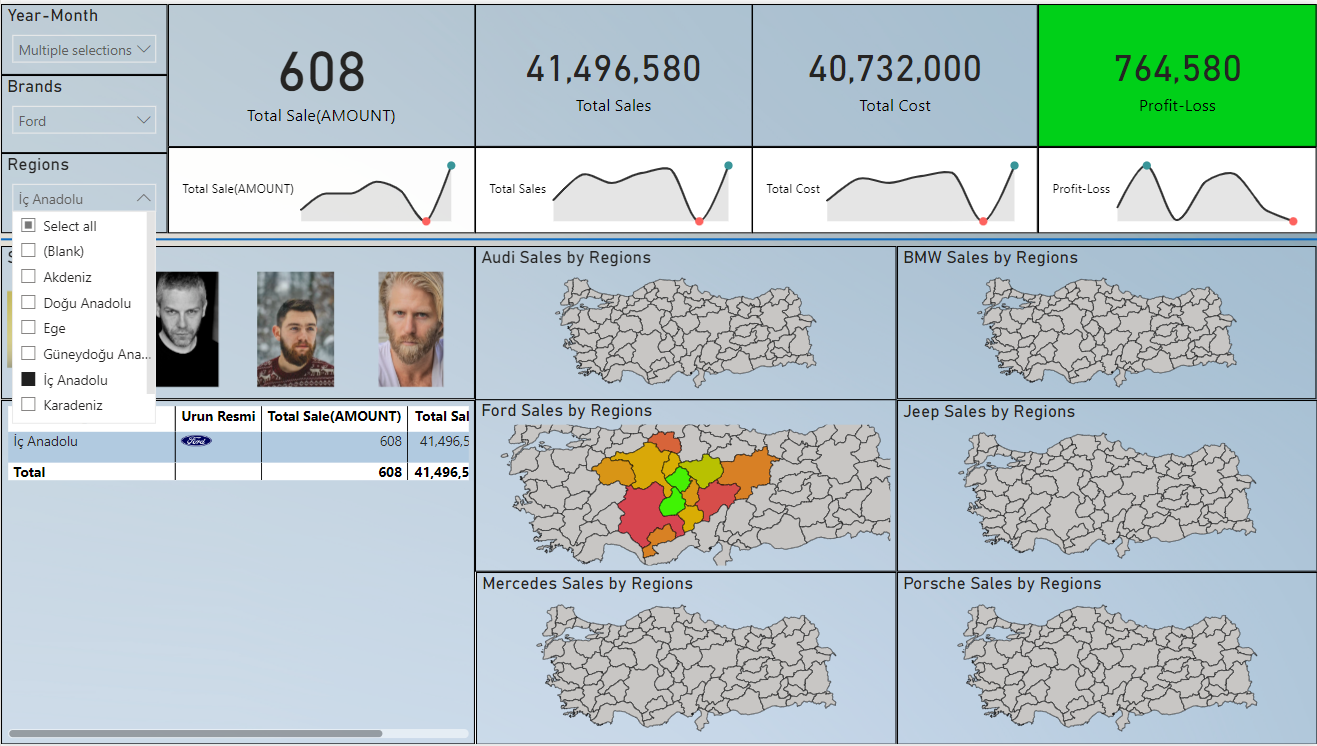 Year-Month
Multiple selections
Brands
Ford
Regions
İç Anadolu
Select all
(Blank)
Akdeniz
Doğu Anadolu
Ege
Güneydoğu Ana...
İç Anadolu
Karadeniz
608
Total Sale(AMOUNT)
41,496,580
Total Sales
40,732,000
Total Cost
764,580
Profit-Loss
Total Sale(AMOUNT)
Total Sales
Total Cost
Profit-Loss
Urun Resmi Total Sale(AMOUNT) Total Sal
İç Anadolu Ford 608 41,496,5
Total 608 41,496,5
Audi Sales by Regions
BMW Sales by Regions
Ford Sales by Regions
Jeep Sales by Regions
Mercedes Sales by Regions
Porsche Sales by Regions